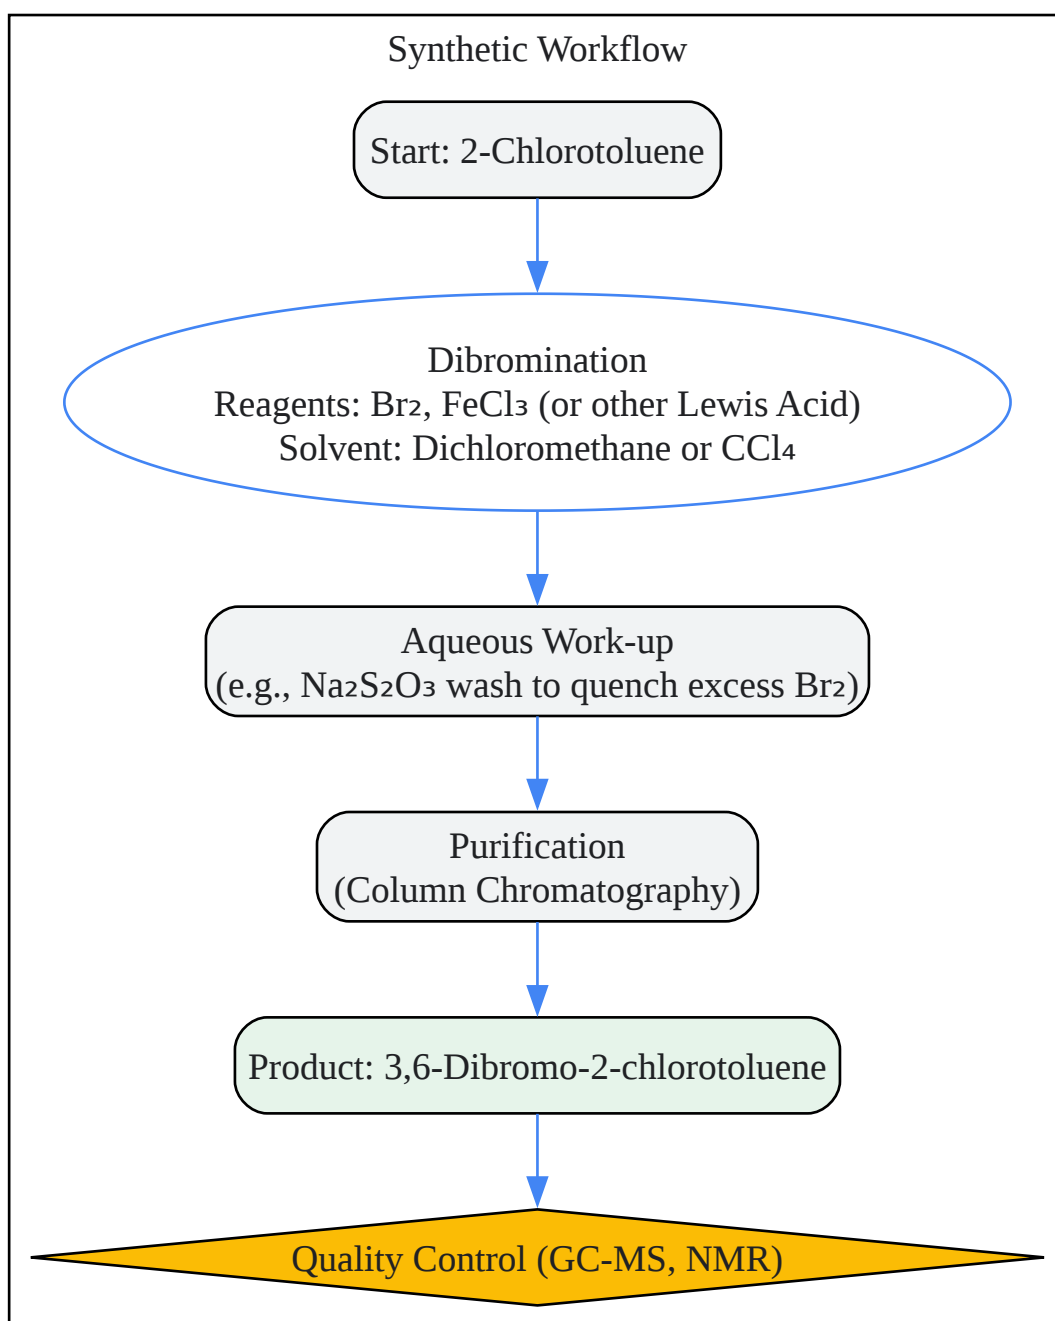 Synthetic Workflow
Start: 2-Chlorotoluene
Dibromination
Reagents: Br₂, FeCl₃ (or other Lewis Acid)
Solvent: Dichloromethane or CCl₄
Aqueous Work-up
(e.g., Na₂S₂O₃ wash to quench excess Br₂)
Purification
(Column Chromatography)
Product: 3,6-Dibromo-2-chlorotoluene
Quality Control (GC-MS, NMR)